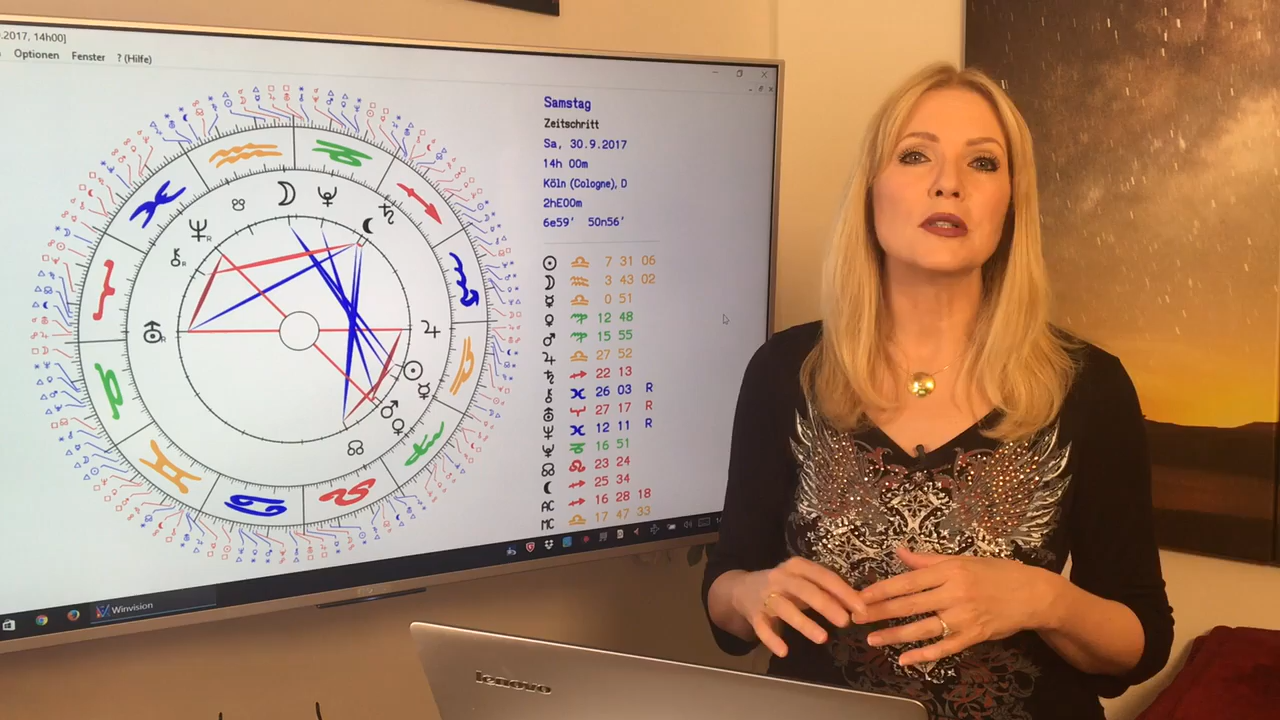 .2017, 14h00]
Optionen Fenster ? (Hilfe)
Samstag
Zeitschritt
Sa, 30.9.2017
14h 00m
Köln (Cologne), D
2hE00m
6e59' 50n56'
☉ ♎ 7 31 06
☽ ♒ 3 43 02
☿ ♎ 0 51
♀ ♍ 12 48
♂ ♍ 15 55
♃ ♎ 27 52
♄ ♐ 22 13
⚷ ♓ 26 03 R
⛢ ♈ 27 17 R
♆ ♓ 12 11 R
♇ ♑ 16 51
☊ ♌ 23 24
⚸ ♐ 25 34
AC ♐ 16 28 18
MC ♎ 17 47 33
Winvision
lenovo